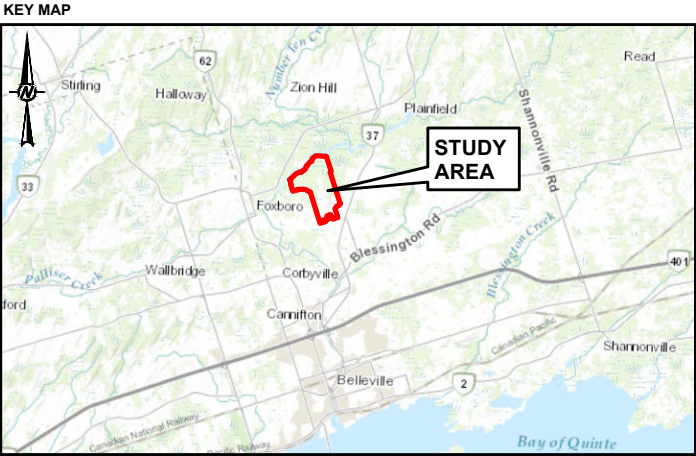 KEY MAP
N
62
Number Ten Creek
Read
Stirling
Halloway
Zion Hill
Plainfield
Shannonville Rd
37
STUDY
AREA
33
Foxboro
Blessington Rd
Blessington Creek
Palliser Creek
Wallbridge
Corbyville
401
ford
Cannifton
Canadian Pacific
Shannonville
Belleville
2
Canadian National Railway
Pacific Railway
Bay of Quinte